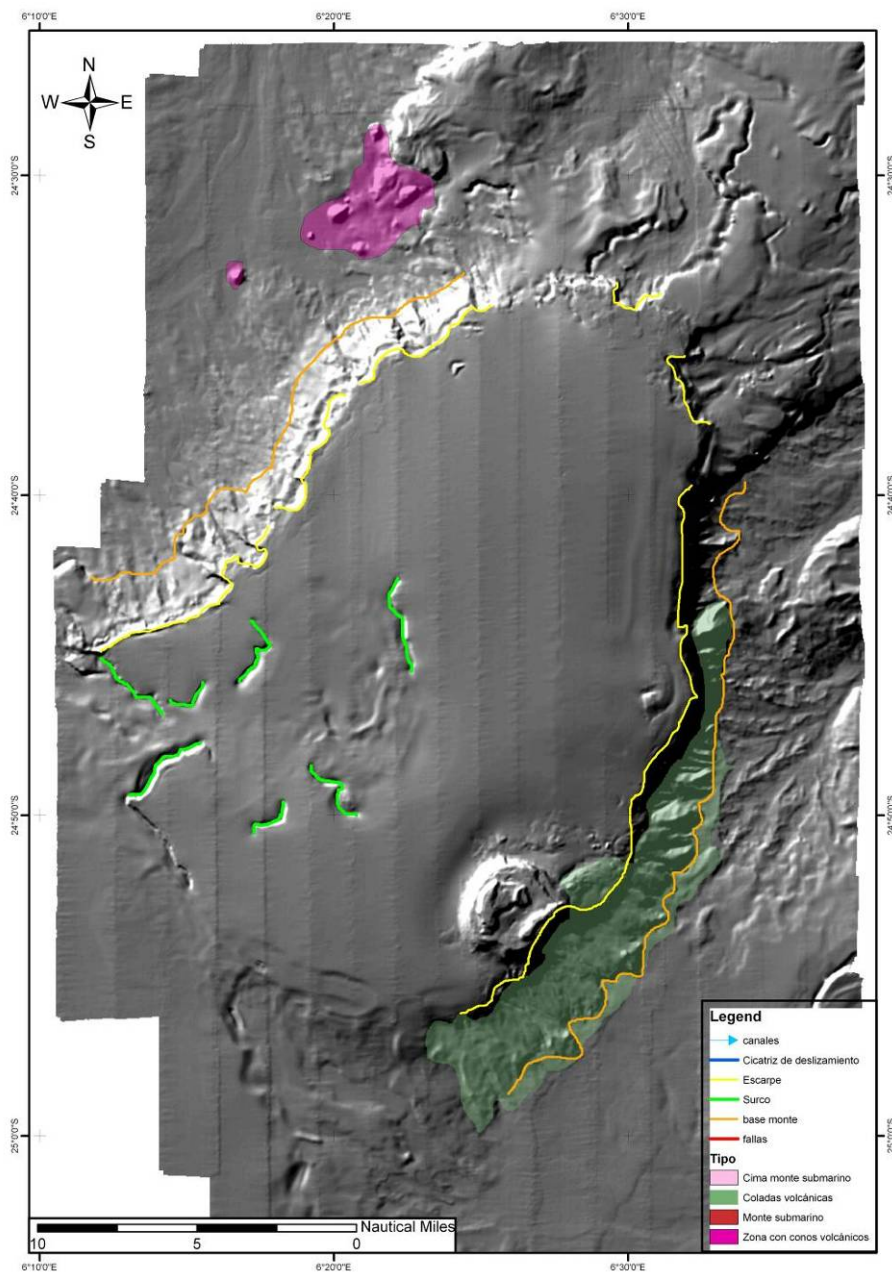 6°10'0"E 6°20'0"E 6°30'0"E
N
W E
S
24°30'0"S 24°30'0"S
24°40'0"S 24°40'0"S
24°50'0"S 24°50'0"S
25°0'0"S 25°0'0"S
Legend
canales
Cicatriz de deslizamiento
Escarpe
Surco
base monte
fallas
Tipo
Cima monte submarino
Coladas volcánicas
Monte submarino
Zona con conos volcánicos
Nautical Miles
10 5 0
6°10'0"E 6°20'0"E 6°30'0"E